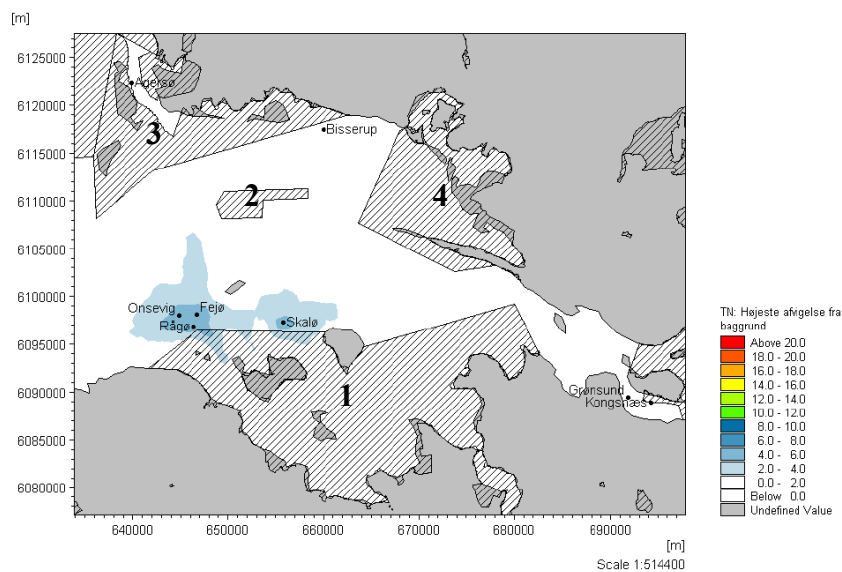 [m]
6125000
6120000
6115000
6110000
6105000
6100000
6095000
6090000
6085000
6080000
Agersø
3
Bisserup
2
4
Onsevig
Fejø
Rågø
Skalø
1
Grønsund
Kongsnæs
640000 650000 660000 670000 680000 690000
[m]
Scale 1:514400
TN: Højeste afvigelse fra
baggrund
Above 20.0
18.0 - 20.0
16.0 - 18.0
14.0 - 16.0
12.0 - 14.0
10.0 - 12.0
8.0 - 10.0
6.0 - 8.0
4.0 - 6.0
2.0 - 4.0
0.0 - 2.0
Below 0.0
Undefined Value